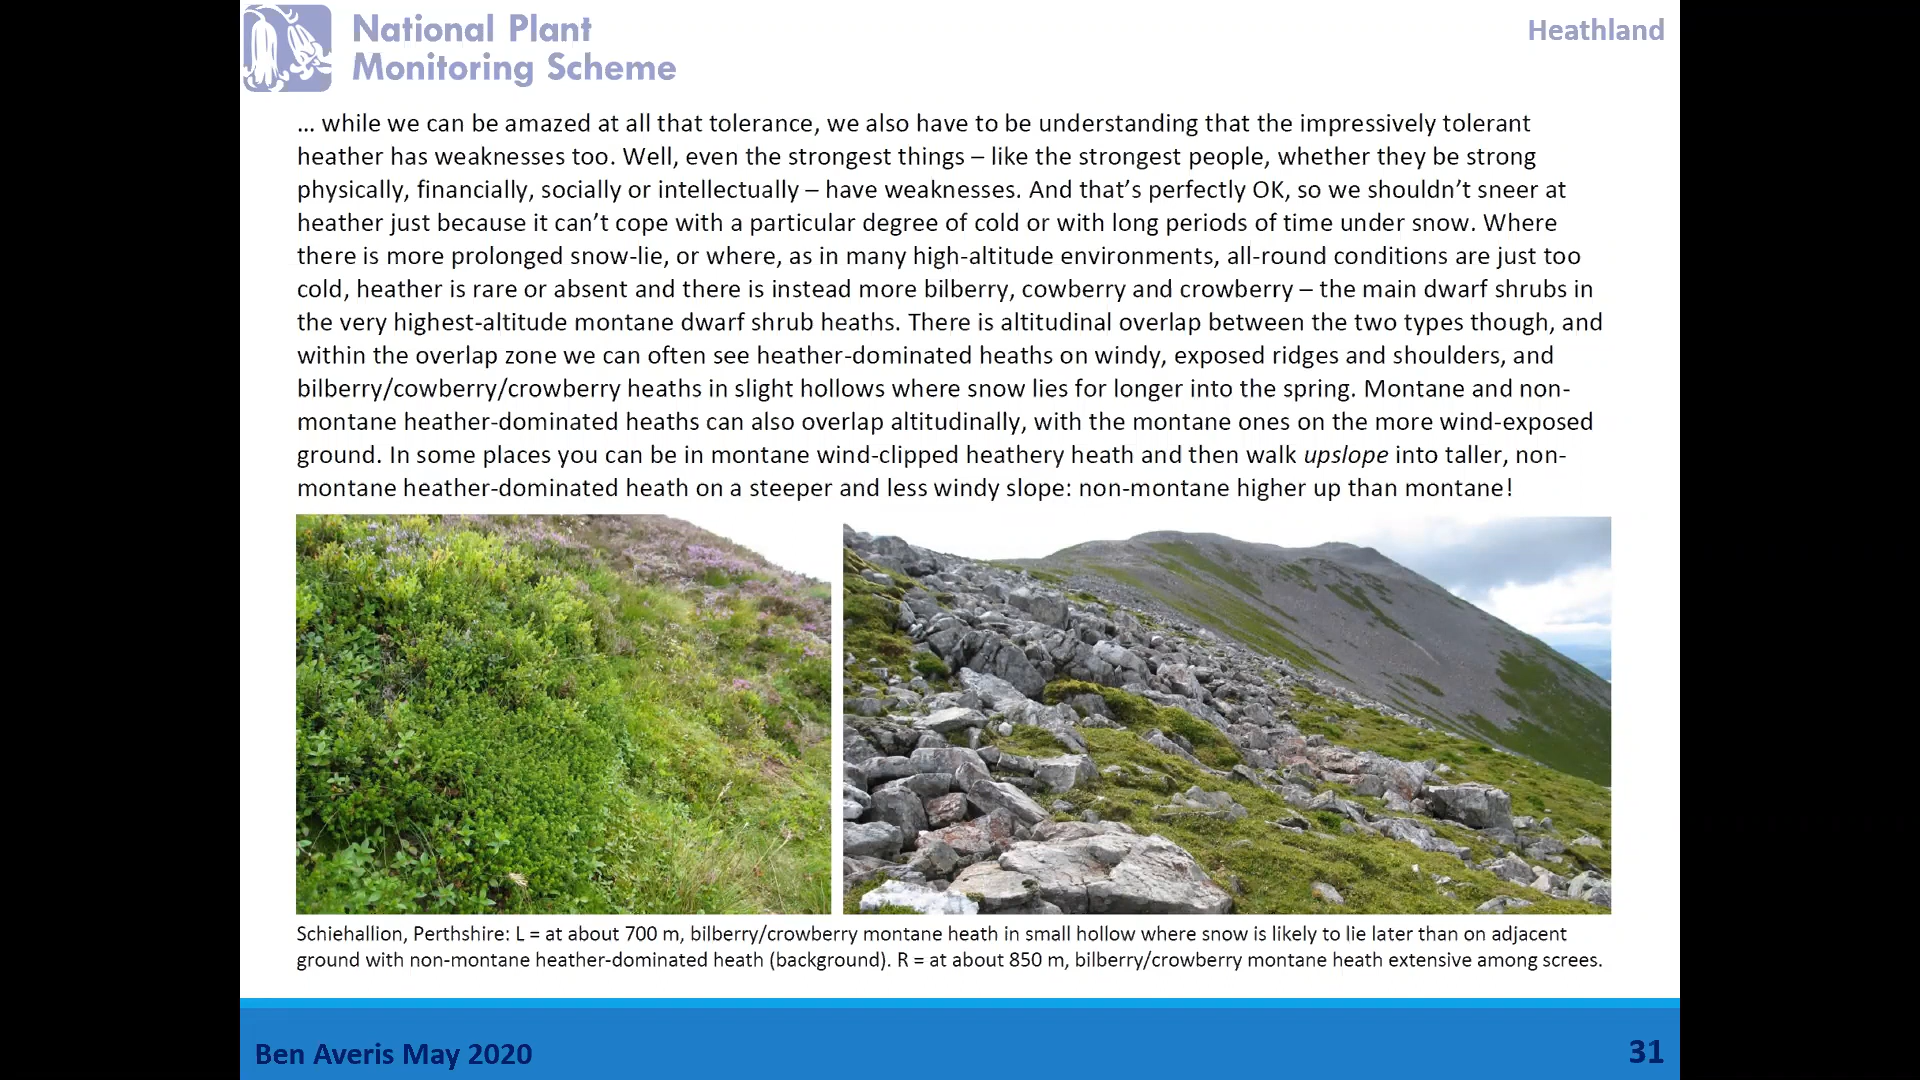 National Plant
Monitoring Scheme
Heathland
... while we can be amazed at all that tolerance, we also have to be understanding that the impressively tolerant
heather has weaknesses too. Well, even the strongest things – like the strongest people, whether they be strong
physically, financially, socially or intellectually – have weaknesses. And that’s perfectly OK, so we shouldn’t sneer at
heather just because it can’t cope with a particular degree of cold or with long periods of time under snow. Where
there is more prolonged snow-lie, or where, as in many high-altitude environments, all-round conditions are just too
cold, heather is rare or absent and there is instead more bilberry, cowberry and crowberry – the main dwarf shrubs in
the very highest-altitude montane dwarf shrub heaths. There is altitudinal overlap between the two types though, and
within the overlap zone we can often see heather-dominated heaths on windy, exposed ridges and shoulders, and
bilberry/cowberry/crowberry heaths in slight hollows where snow lies for longer into the spring. Montane and non-
montane heather-dominated heaths can also overlap altitudinally, with the montane ones on the more wind-exposed
ground. In some places you can be in montane wind-clipped heathery heath and then walk upslope into taller, non-
montane heather-dominated heath on a steeper and less windy slope: non-montane higher up than montane!
Schiehallion, Perthshire: L = at about 700 m, bilberry/crowberry montane heath in small hollow where snow is likely to lie later than on adjacent
ground with non-montane heather-dominated heath (background). R = at about 850 m, bilberry/crowberry montane heath extensive among screes.
Ben Averis May 2020
31